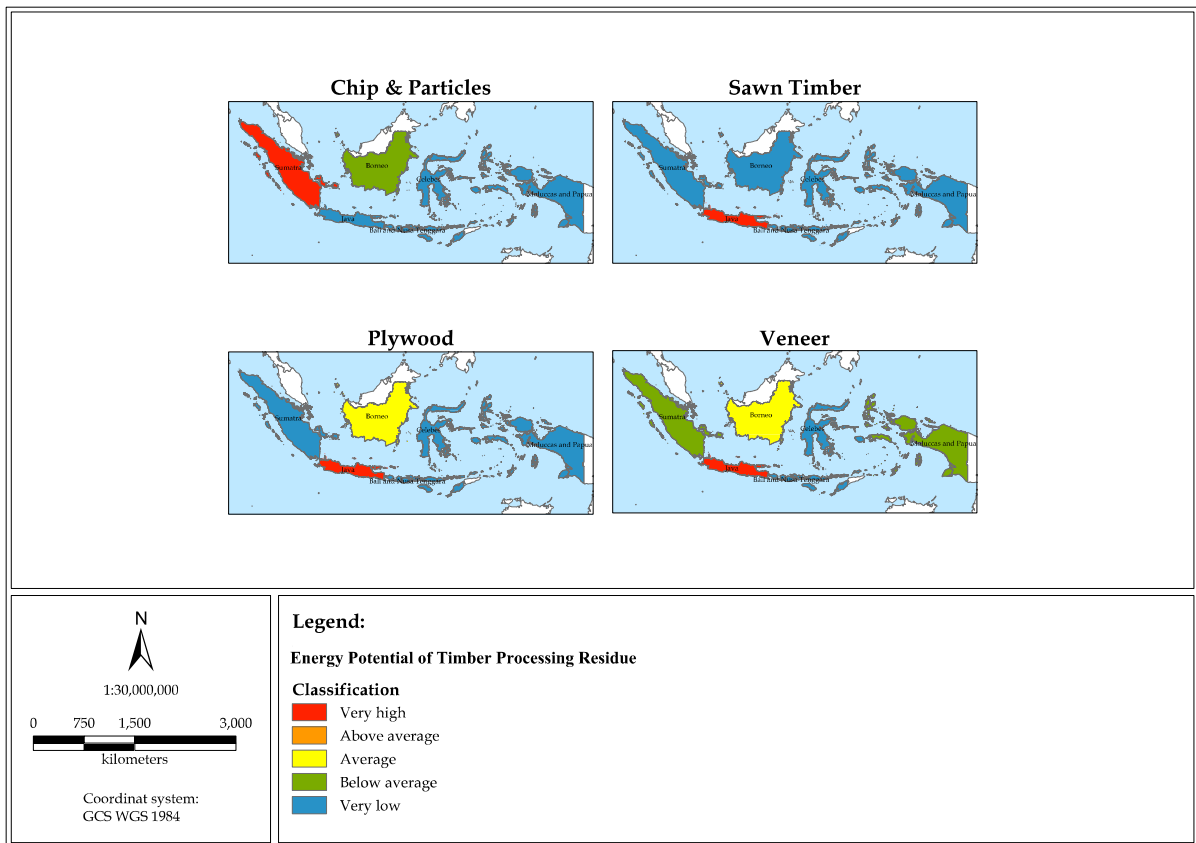 Chip & Particles
Sumatra
Borneo
Celebes
Moluccas and Papua
Java
Bali and Nusa Tenggara
Sawn Timber
Sumatra
Borneo
Celebes
Moluccas and Papua
Java
Bali and Nusa Tenggara
Plywood
Sumatra
Borneo
Celebes
Moluccas and Papua
Java
Bali and Nusa Tenggara
Veneer
Sumatra
Borneo
Celebes
Moluccas and Papua
Java
Bali and Nusa Tenggara
N
1:30,000,000
0 750 1,500 3,000
kilometers
Coordinat system:
GCS WGS 1984
Legend:
Energy Potential of Timber Processing Residue
Classification
Very high
Above average
Average
Below average
Very low